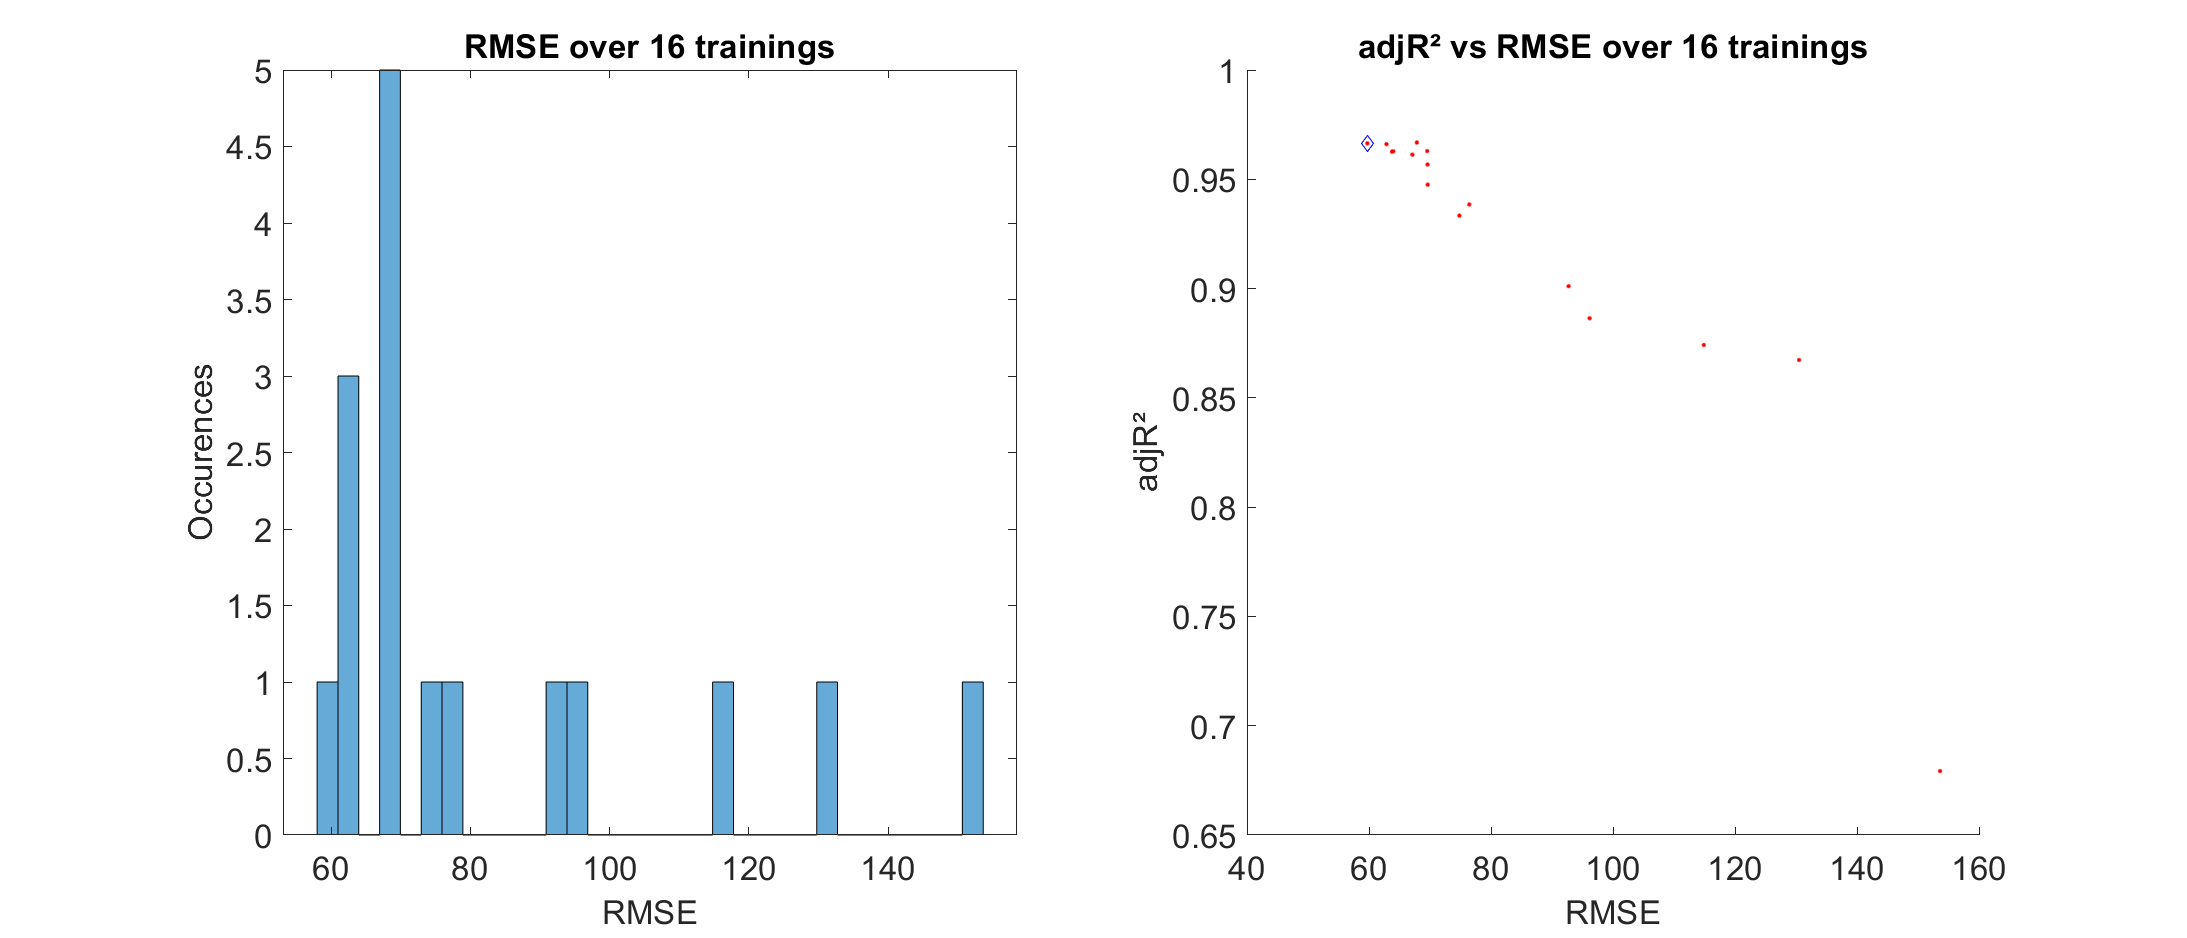 RMSE over 16 trainings
5
4.5
4
3.5
3
2.5
2
1.5
1
0.5
0
Occurences
60 80 100 120 140
RMSE
adjR² vs RMSE over 16 trainings
1
0.95
0.9
0.85
0.8
0.75
0.7
0.65
adjR²
40 60 80 100 120 140 160
RMSE